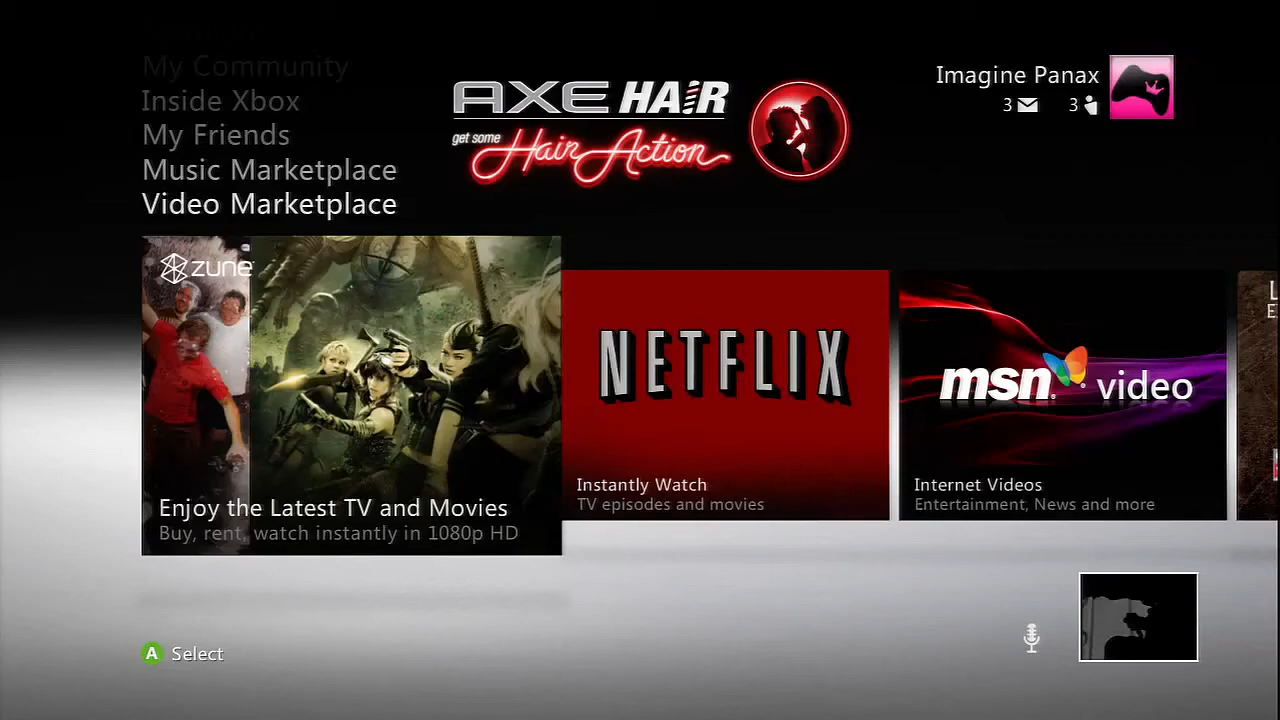 My Community
Inside Xbox
My Friends
Music Marketplace
Video Marketplace
AXE HAIR
get some
Hair Action
Imagine Panax
3 3
zune
Enjoy the Latest TV and Movies
Buy, rent, watch instantly in 1080p HD
NETFLIX
Instantly Watch
TV episodes and movies
msn video
Internet Videos
Entertainment, News and more
L
E
A Select